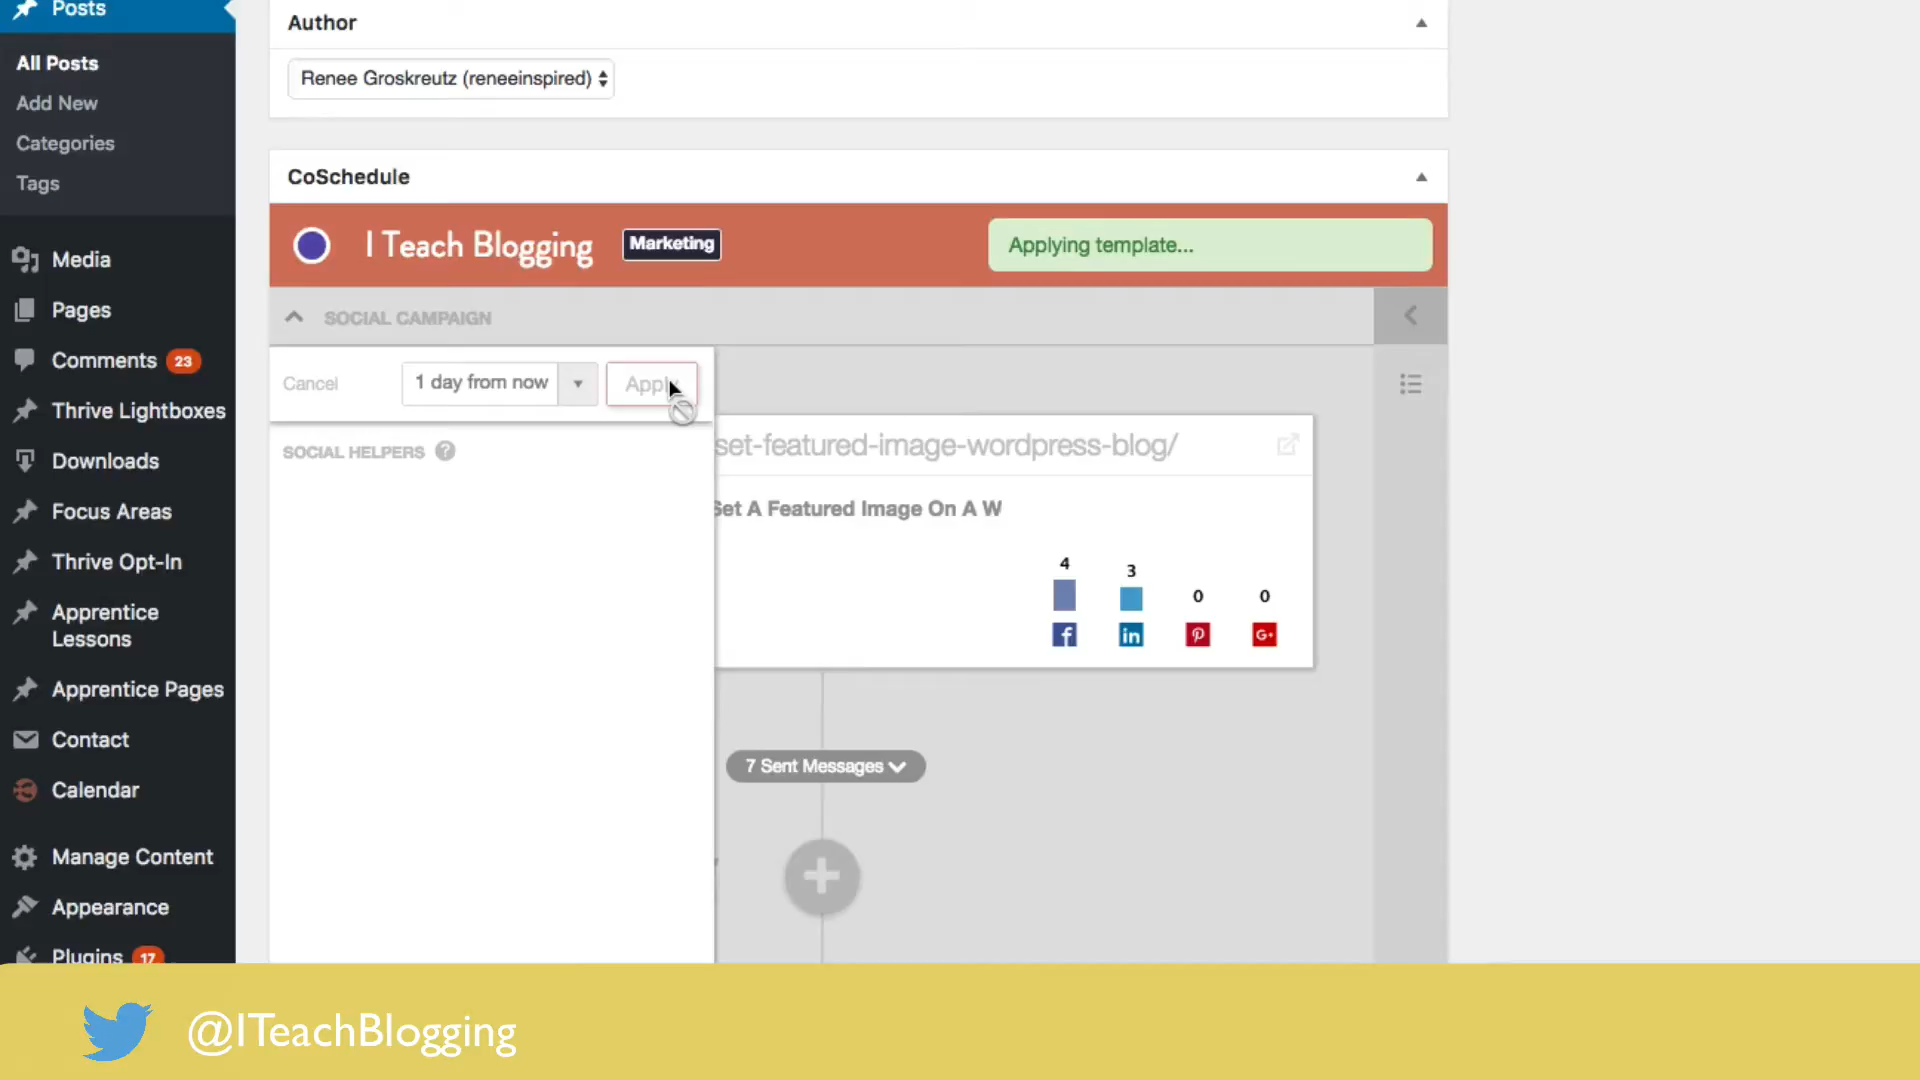 Posts
All Posts
Add New
Categories
Tags
Media
Pages
Comments 23
Thrive Lightboxes
Downloads
Focus Areas
Thrive Opt-In
Apprentice
Lessons
Apprentice Pages
Contact
Calendar
Manage Content
Appearance
Plugins 17
Author
Renee Groskreutz (reneeinspired)
CoSchedule
I Teach Blogging Marketing Applying template...
SOCIAL CAMPAIGN
Cancel 1 day from now Apply
SOCIAL HELPERS ?
set-featured-image-wordpress-blog/
Set A Featured Image On A W
4 3 0 0
f in G+
7 Sent Messages
@ITeachBlogging